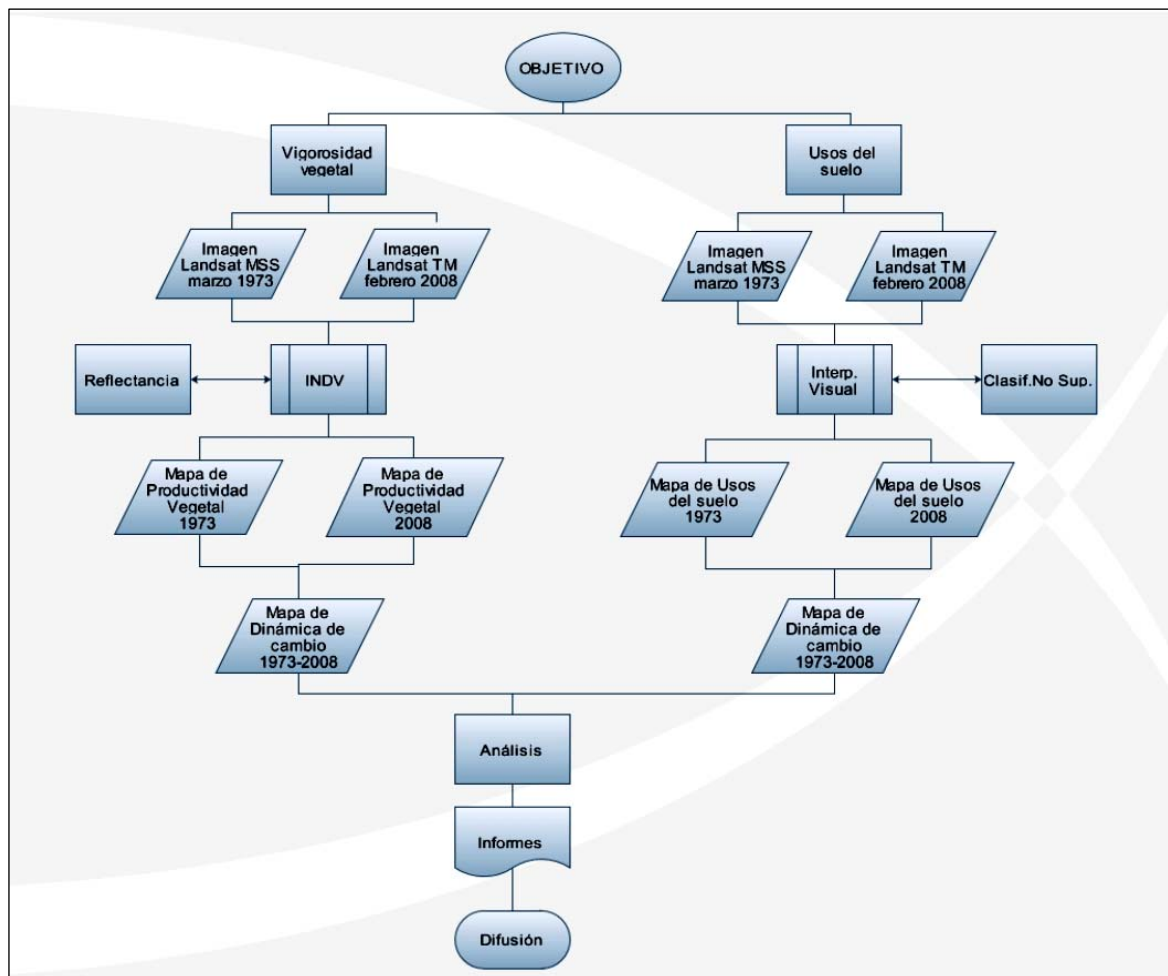 OBJETIVO
Vigorosidad
vegetal
Usos del
suelo
Imagen
Landsat MSS
marzo 1973
Imagen
Landsat TM
febrero 2008
Imagen
Landsat MSS
marzo 1973
Imagen
Landsat TM
febrero 2008
Reflectancia
INDV
Interp.
Visual
Clasif.No Sup.
Mapa de
Productividad
Vegetal
1973
Mapa de
Productividad
Vegetal
2008
Mapa de Usos
del suelo
1973
Mapa de Usos
del suelo
2008
Mapa de
Dinámica de
cambio
1973-2008
Mapa de
Dinámica de
cambio
1973-2008
Análisis
Informes
Difusión